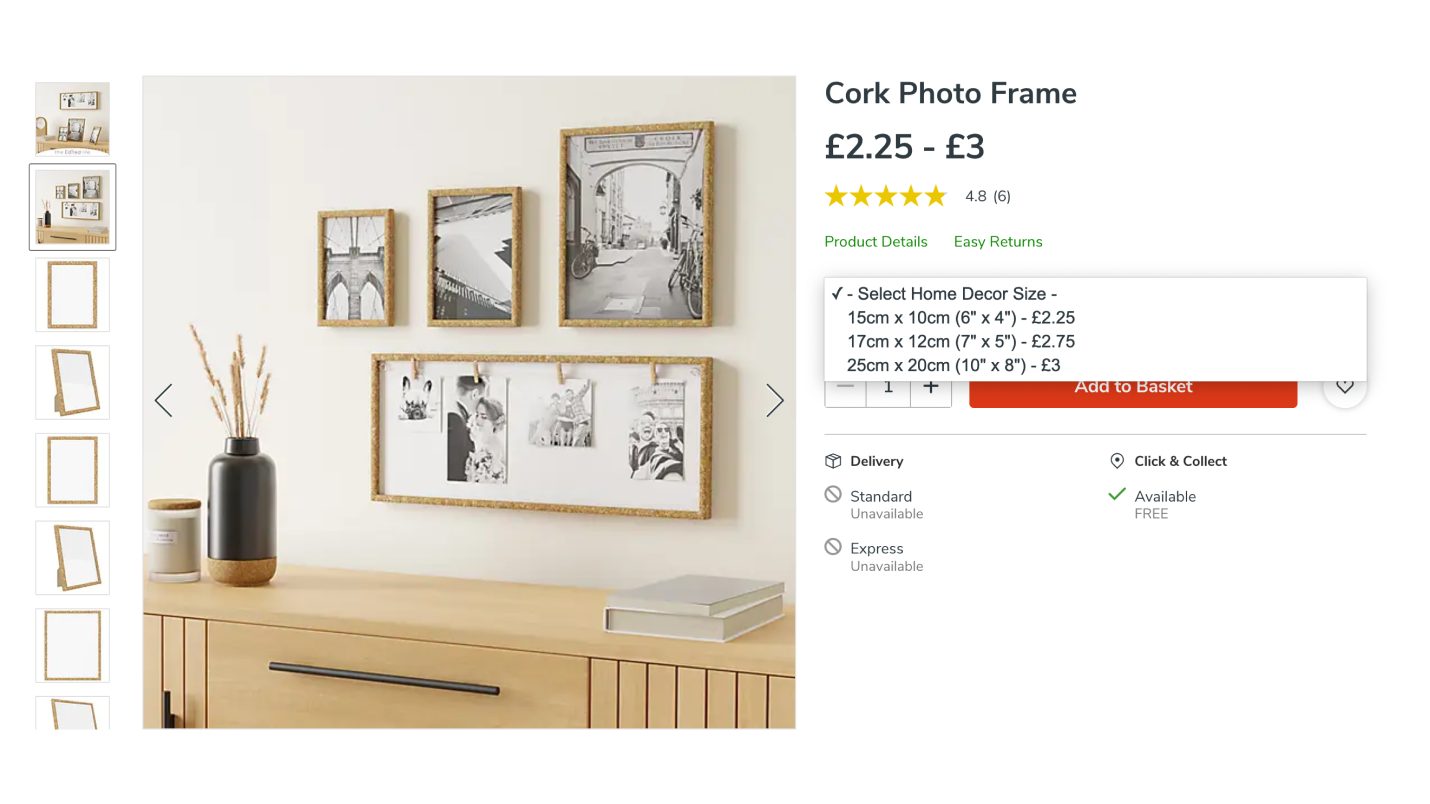 Cork Photo Frame
£2.25 - £3
4.8 (6)
Product Details Easy Returns
✓ - Select Home Decor Size -
15cm x 10cm (6" x 4") - £2.25
17cm x 12cm (7" x 5") - £2.75
25cm x 20cm (10" x 8") - £3
1
Add to Basket
Delivery
Standard
Unavailable
Express
Unavailable
Click & Collect
Available
FREE